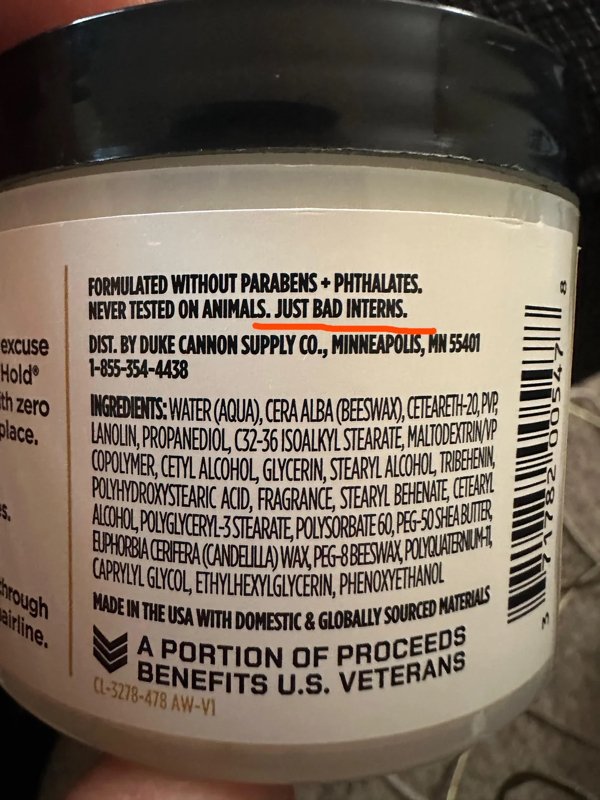 FORMULATED WITHOUT PARABENS + PHTHALATES.
NEVER TESTED ON ANIMALS. JUST BAD INTERNS.
DIST. BY DUKE CANNON SUPPLY CO., MINNEAPOLIS, MN 55401
1-855-354-4438
INGREDIENTS: WATER (AQUA), CERA ALBA (BEESWAX), CETEARETH-20, PVP,
LANOLIN, PROPANEDIOL, C32-36 ISOALKYL STEARATE, MALTODEXTRIN/VP
COPOLYMER, CETYL ALCOHOL, GLYCERIN, STEARYL ALCOHOL, TRIBEHENIN,
POLYHYDROXYSTEARIC ACID, FRAGRANCE, STEARYL BEHENATE, CETEARYL
ALCOHOL, POLYGLYCERYL-3 STEARATE, POLYSORBATE 60, PEG-50 SHEA BUTTER,
EUPHORBIA CERIFERA (CANDELILLA) WAX, PEG-8 BEESWAX, POLYQUATERNIUM-11,
CAPRYLYL GLYCOL, ETHYLHEXYLGLYCERIN, PHENOXYETHANOL
MADE IN THE USA WITH DOMESTIC & GLOBALLY SOURCED MATERIALS
A PORTION OF PROCEEDS
BENEFITS U.S. VETERANS
CL-3278-478 AW-V1
excuse
Hold®
th zero
place.
s.
hrough
airline.